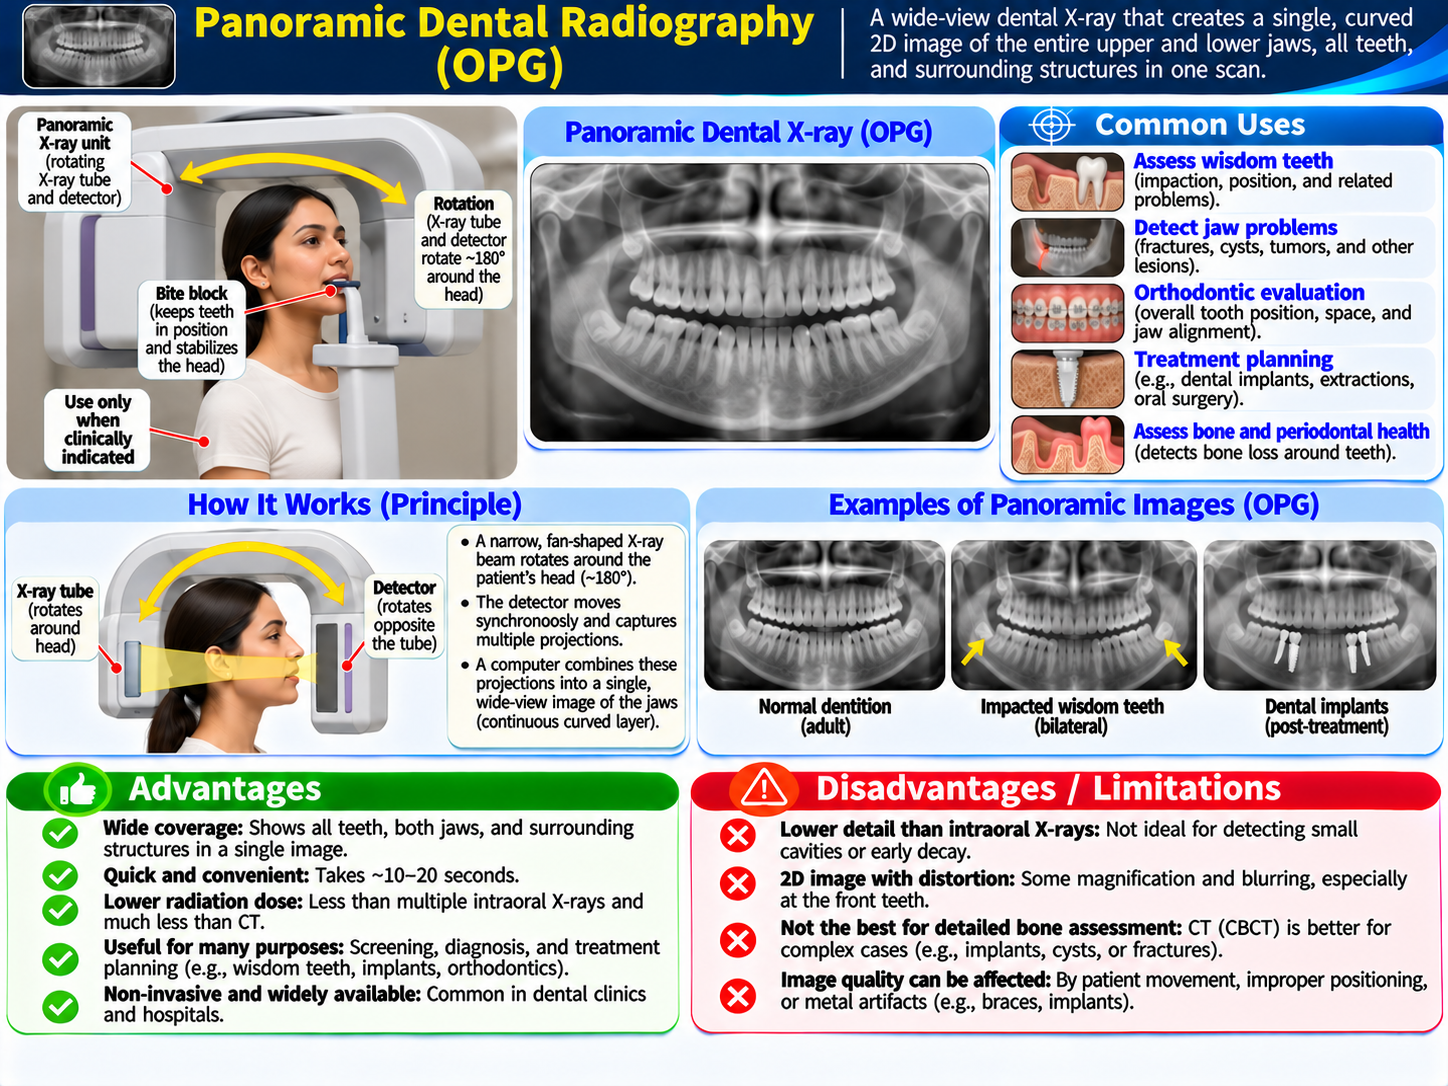 Panoramic Dental Radiography
(OPG)
A wide-view dental X-ray that creates a single, curved
2D image of the entire upper and lower jaws, all teeth,
and surrounding structures in one scan.
Panoramic
X-ray unit
(rotating
X-ray tube
and detector)
Rotation
(X-ray tube
and detector
rotate ~180°
around the
head)
Bite block
(keeps teeth
in position
and stabilizes
the head)
Use only
when
clinically
indicated
Panoramic Dental X-ray (OPG)
Common Uses
Assess wisdom teeth
(impaction, position, and related
problems).
Detect jaw problems
(fractures, cysts, tumors, and other
lesions).
Orthodontic evaluation
(overall tooth position, space, and
jaw alignment).
Treatment planning
(e.g., dental implants, extractions,
oral surgery).
Assess bone and periodontal health
(detects bone loss around teeth).
How It Works (Principle)
X-ray tube
(rotates
around
head)
Detector
(rotates
opposite
the tube)
• A narrow, fan-shaped X-ray
beam rotates around the
patient's head (~180°).
• The detector moves
synchronoosly and captures
multiple projections.
• A computer combines these
projections into a single,
wide-view image of the jaws
(continuous curved layer).
Examples of Panoramic Images (OPG)
Normal dentition
(adult)
Impacted wisdom teeth
(bilateral)
Dental implants
(post-treatment)
Advantages
Wide coverage: Shows all teeth, both jaws, and surrounding
structures in a single image.
Quick and convenient: Takes ~10–20 seconds.
Lower radiation dose: Less than multiple intraoral X-rays and
much less than CT.
Useful for many purposes: Screening, diagnosis, and treatment
planning (e.g., wisdom teeth, implants, orthodontics).
Non-invasive and widely available: Common in dental clinics
and hospitals.
Disadvantages / Limitations
Lower detail than intraoral X-rays: Not ideal for detecting small
cavities or early decay.
2D image with distortion: Some magnification and blurring, especially
at the front teeth.
Not the best for detailed bone assessment: CT (CBCT) is better for
complex cases (e.g., implants, cysts, or fractures).
Image quality can be affected: By patient movement, improper positioning,
or metal artifacts (e.g., braces, implants).